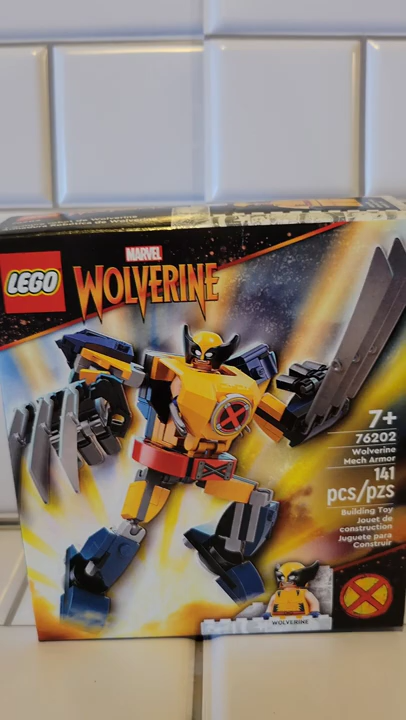 LEGO
MARVEL
WOLVERINE
7+
76202
Wolverine
Mech Armor
141
pcs/pzs
Building Toy
Jouet de
construction
Juguete para
Construir
WOLVERINE